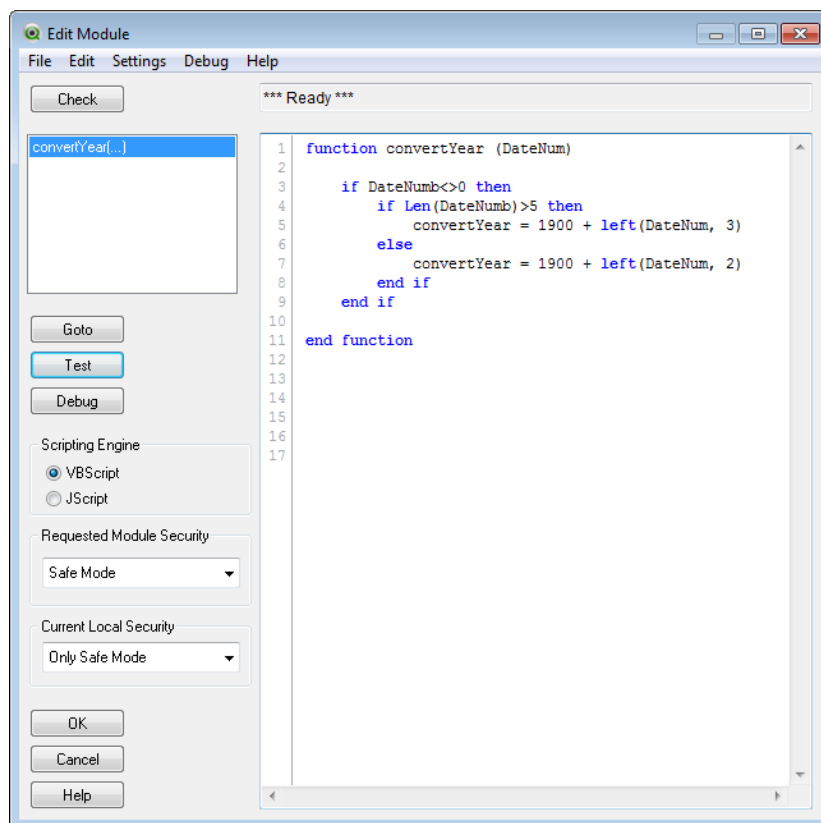 Edit Module
File Edit Settings Debug Help
Check
*** Ready ***
convertYear(...)
1 function convertYear (DateNum)
2
3 if DateNumb<>0 then
4 if Len(DateNumb)>5 then
5 convertYear = 1900 + left(DateNum, 3)
6 else
7 convertYear = 1900 + left(DateNum, 2)
8 end if
9 end if
10
11 end function
12
13
14
15
16
17
Goto
Test
Debug
Scripting Engine
VBScript
JScript
Requested Module Security
Safe Mode
Current Local Security
Only Safe Mode
OK
Cancel
Help